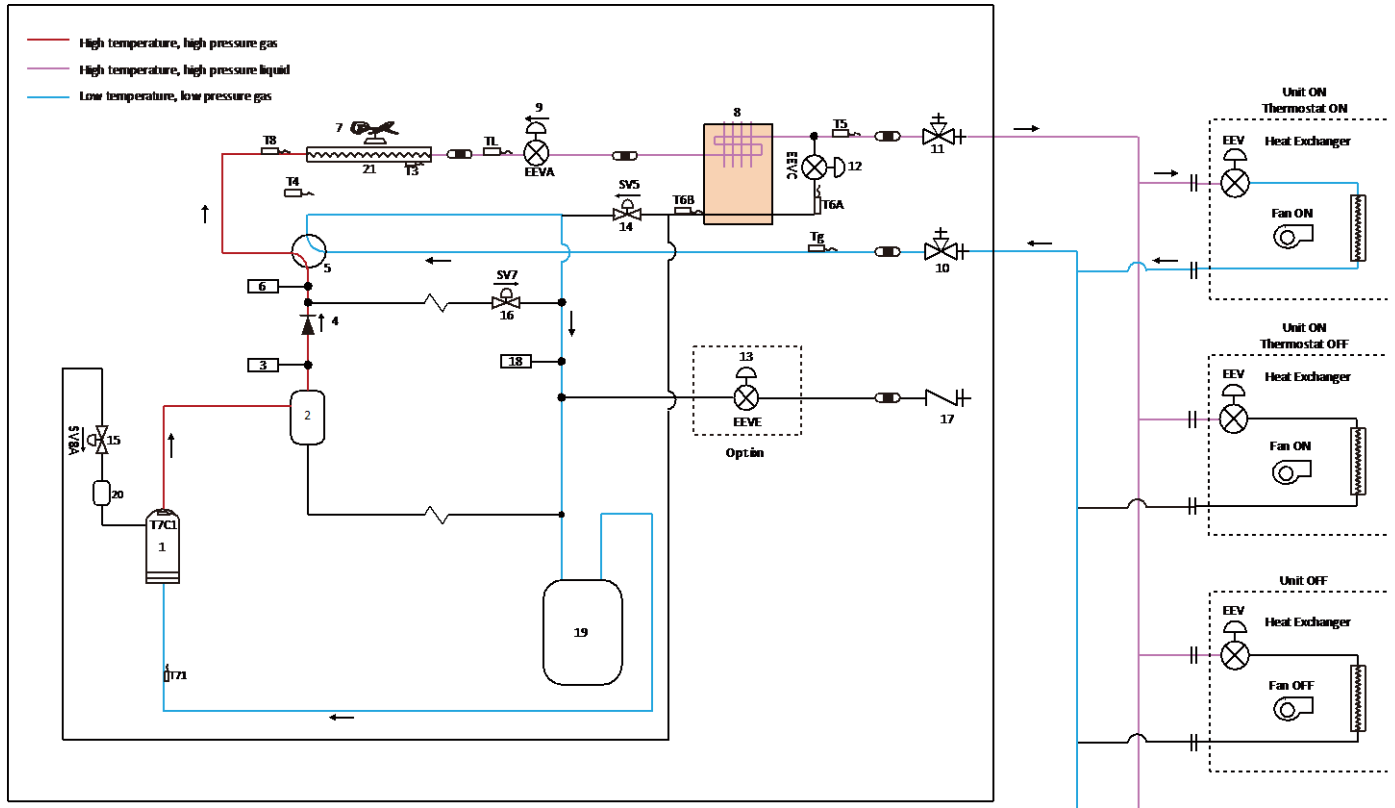 High temperature, high pressure gas
High temperature, high pressure liquid
Low temperature, low pressure gas
7
9
8
T8
TL
T5
21
T3
EEVA
EEVC
12
11
T4
SV5
T6B
T6A
14
5
Tg
10
6
SV7
16
4
3
18
13
2
EEVE
17
Option
SV8A
15
20
T7C1
1
19
T71
Unit ON
Thermostat ON
EEV
Heat Exchanger
Fan ON
Unit ON
Thermostat OFF
EEV
Heat Exchanger
Fan ON
Unit OFF
EEV
Heat Exchanger
Fan OFF